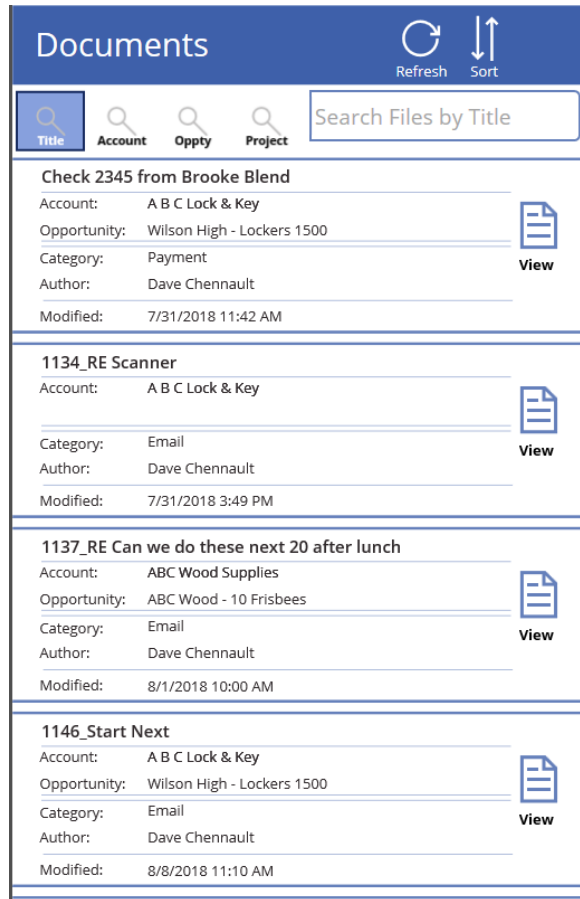 Documents
Refresh Sort
Title Account Oppty Project Search Files by Title
Check 2345 from Brooke Blend
Account: A B C Lock & Key
Opportunity: Wilson High - Lockers 1500
Category: Payment
View
Author: Dave Chennault
Modified: 7/31/2018 11:42 AM
1134_RE Scanner
Account: A B C Lock & Key
Category: Email
View
Author: Dave Chennault
Modified: 7/31/2018 3:49 PM
1137_RE Can we do these next 20 after lunch
Account: ABC Wood Supplies
Opportunity: ABC Wood - 10 Frisbees
Category: Email
View
Author: Dave Chennault
Modified: 8/1/2018 10:00 AM
1146_Start Next
Account: A B C Lock & Key
Opportunity: Wilson High - Lockers 1500
Category: Email
View
Author: Dave Chennault
Modified: 8/8/2018 11:10 AM